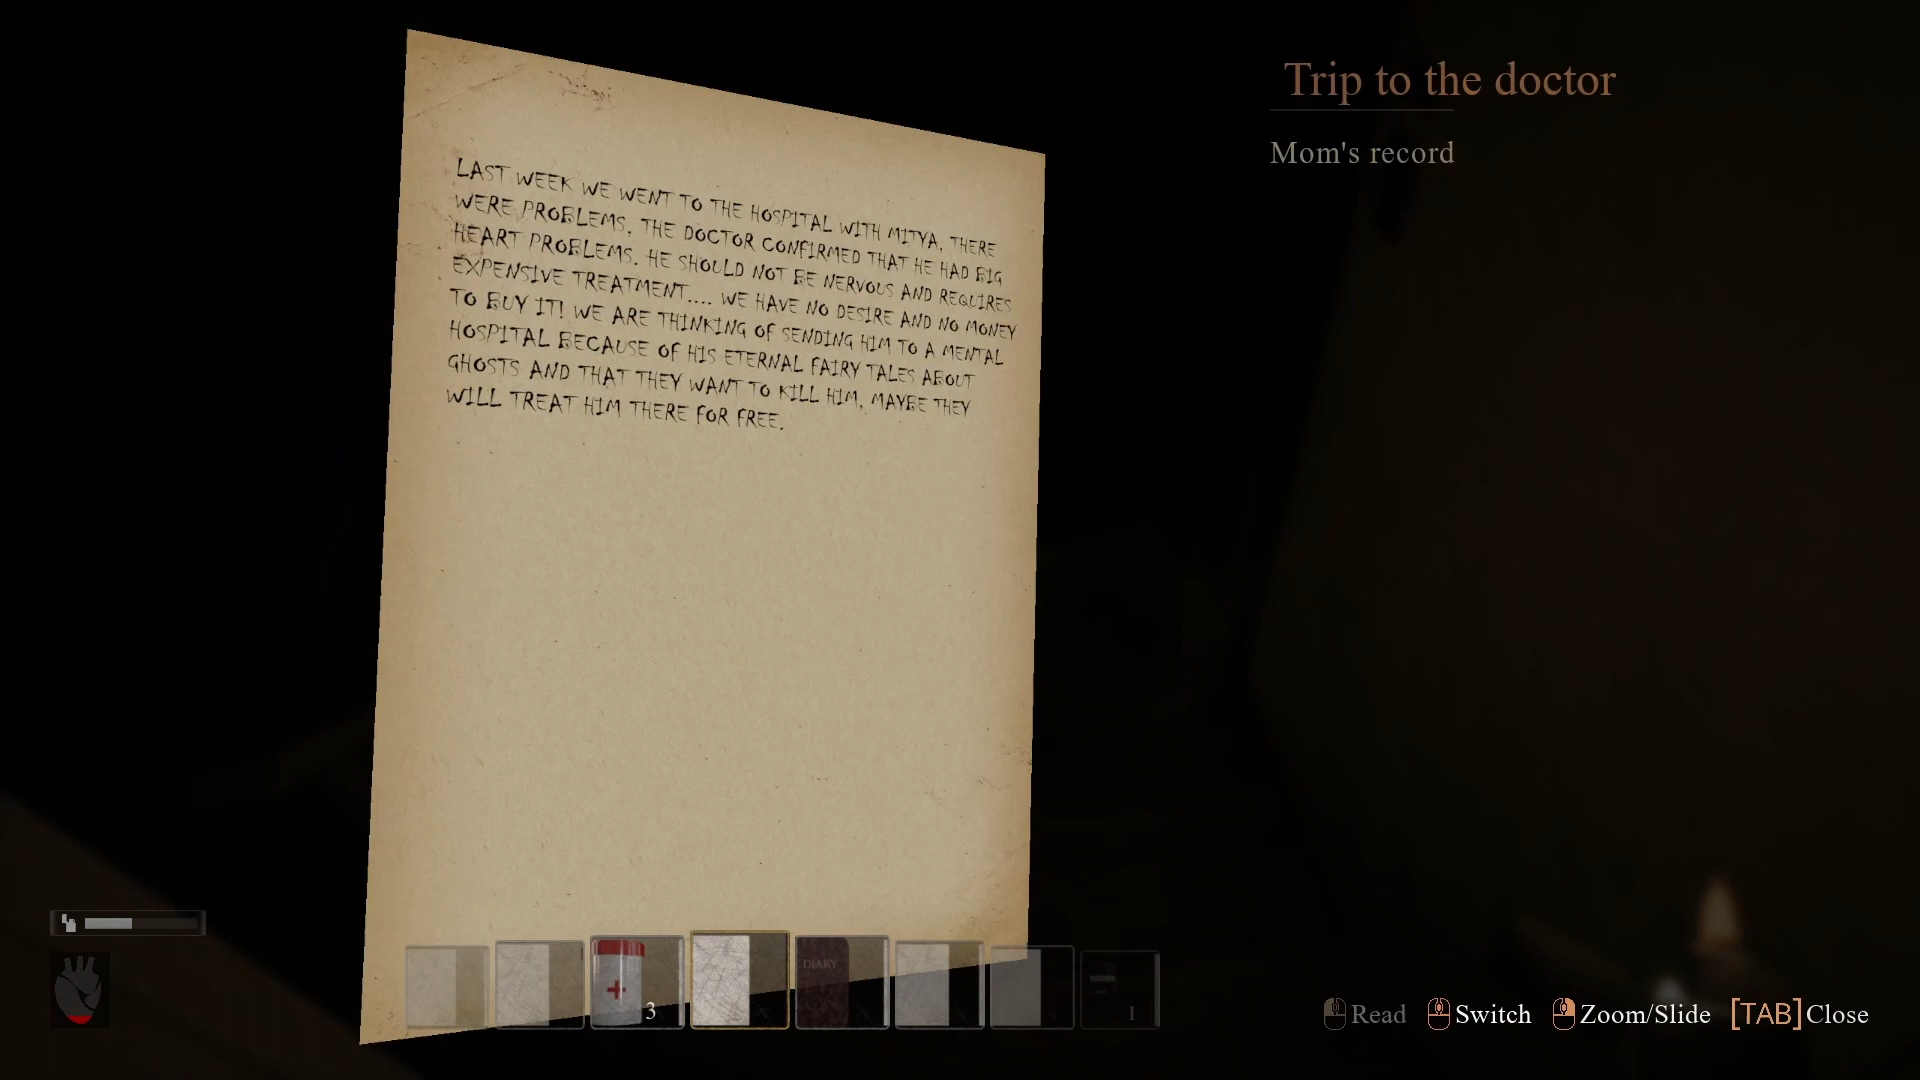 Trip to the doctor
Mom's record
LAST WEEK WE WENT TO THE HOSPITAL WITH MITYA, THERE
WERE PROBLEMS, THE DOCTOR CONFIRMED THAT HE HAD BIG
HEART PROBLEMS. HE SHOULD NOT BE NERVOUS AND REQUIRES
EXPENSIVE TREATMENT.... WE HAVE NO DESIRE AND NO MONEY
TO BUY IT! WE ARE THINKING OF SENDING HIM TO A MENTAL
HOSPITAL BECAUSE OF HIS ETERNAL FAIRY TALES ABOUT
GHOSTS AND THAT THEY WANT TO KILL HIM, MAYBE THEY
WILL TREAT HIM THERE FOR FREE.
DIARY
3
1
Read Switch Zoom/Slide [TAB] Close